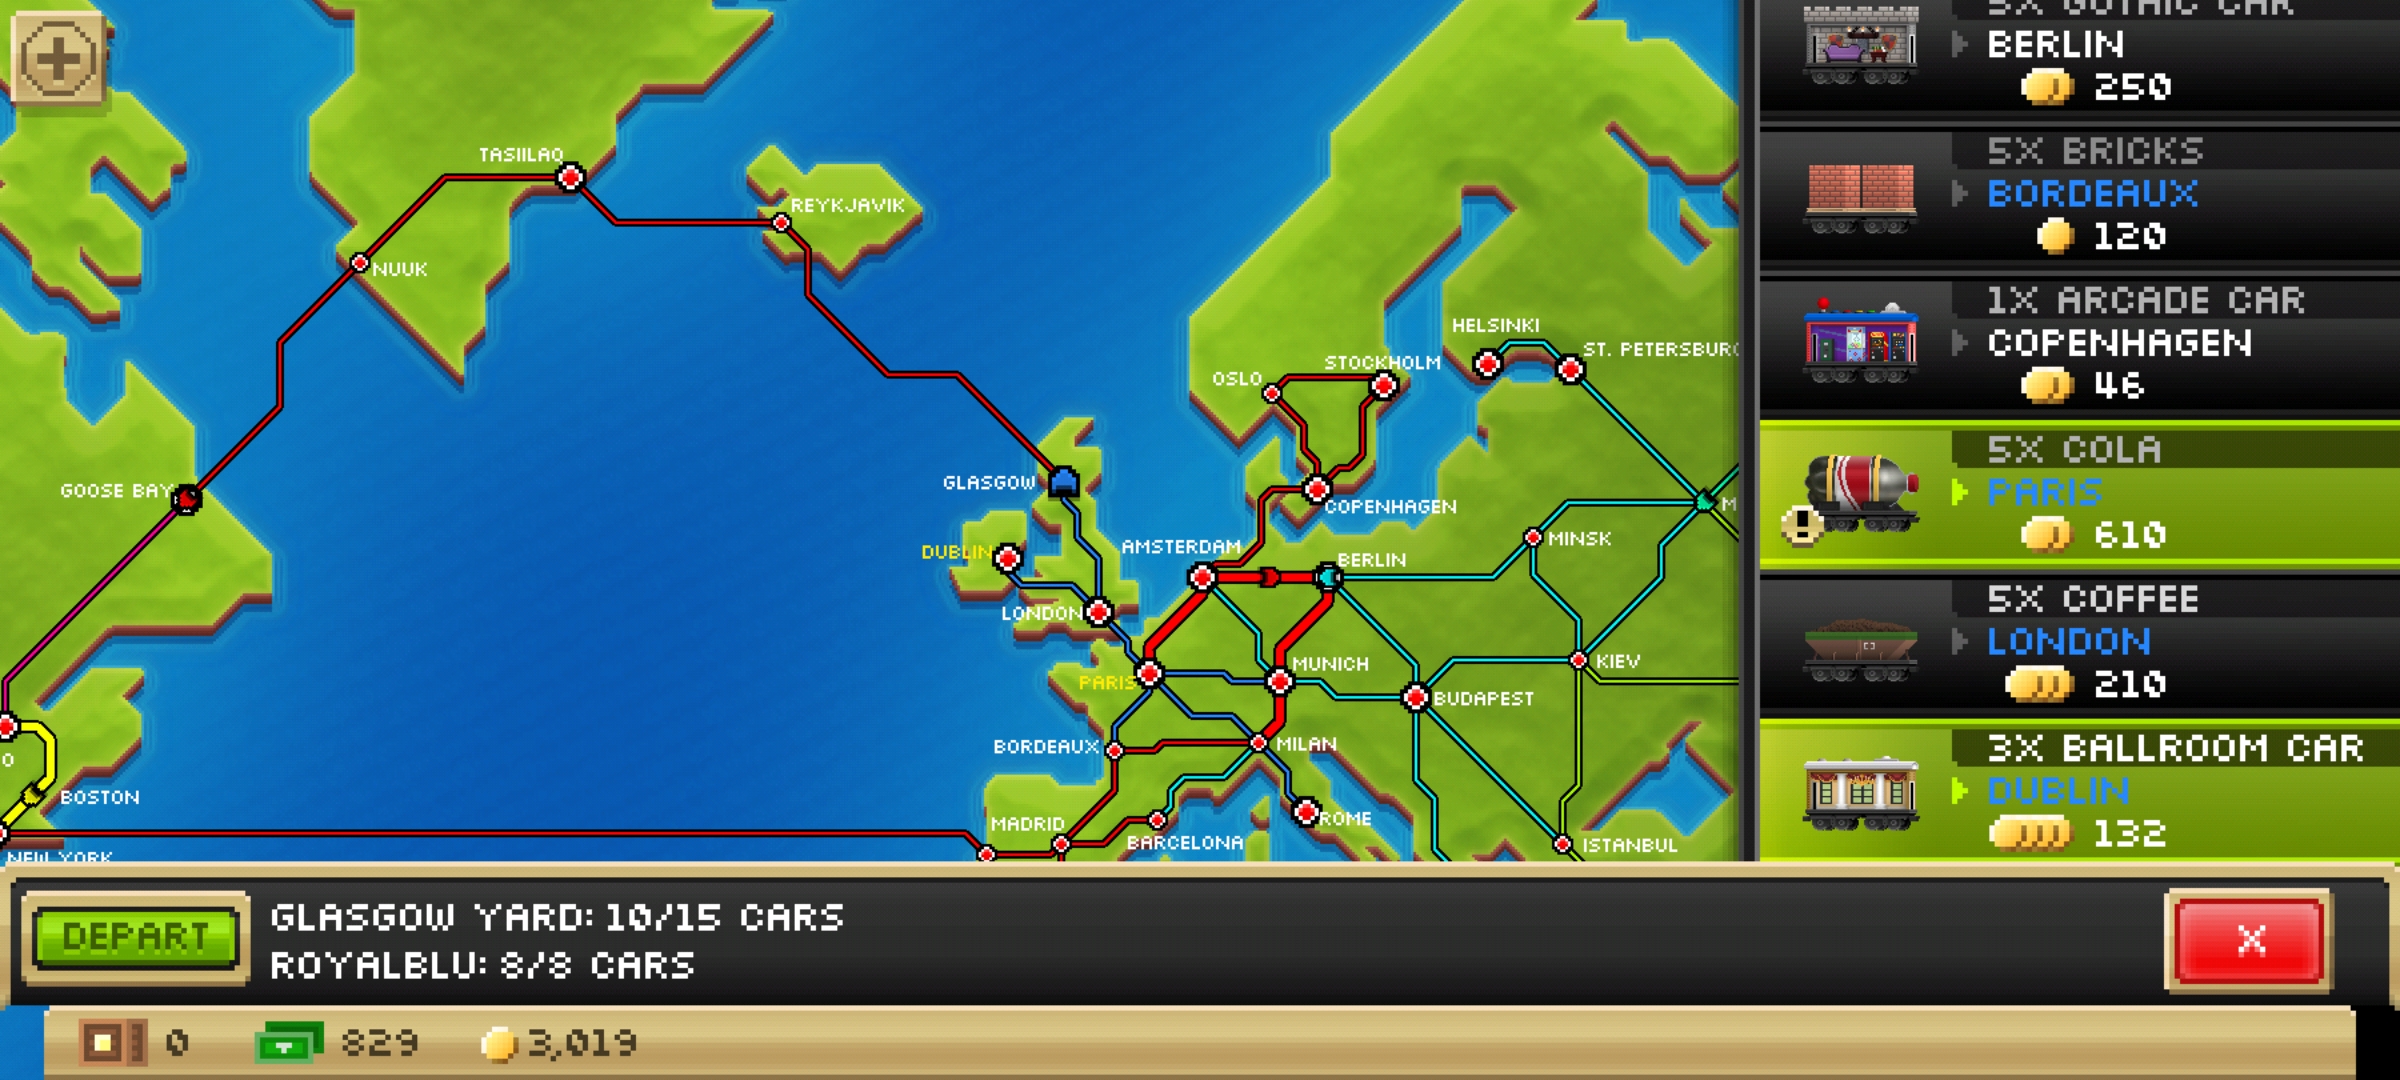 5X GOTHIC CAR
BERLIN
250
5X BRICKS
BORDEAUX
120
1X ARCADE CAR
COPENHAGEN
46
5X COLA
PARIS
610
5X COFFEE
LONDON
210
3X BALLROOM CAR
DUBLIN
132
TASIILAQ
REYKJAVIK
NUUK
GOOSE BAY
HELSINKI
ST. PETERSBURG
STOCKHOLM
OSLO
GLASGOW
COPENHAGEN
M
MINSK
DUBLIN
AMSTERDAM
BERLIN
LONDON
MUNICH
KIEV
PARIS
BUDAPEST
BORDEAUX
MILAN
O
BOSTON
MADRID
ROME
BARCELONA
ISTANBUL
NEW YORK
DEPART
GLASGOW YARD: 10/15 CARS
ROYALBLU: 8/8 CARS
X
0
829
3,019